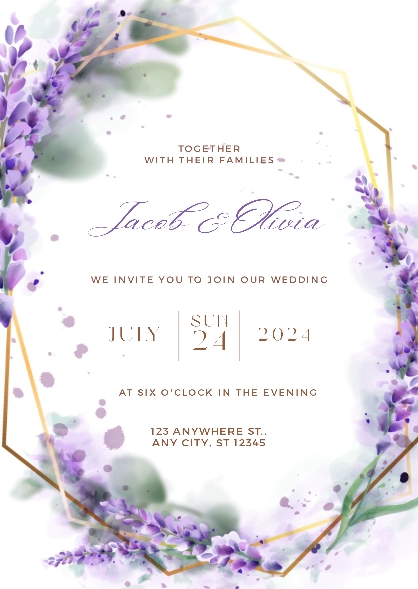 TOGETHER
WITH THEIR FAMILIES
Jacob & Olivia
WE INVITE YOU TO JOIN OUR WEDDING
JULY
SUN
24
2024
AT SIX O'CLOCK IN THE EVENING
123 ANYWHERE ST.,
ANY CITY, ST 12345